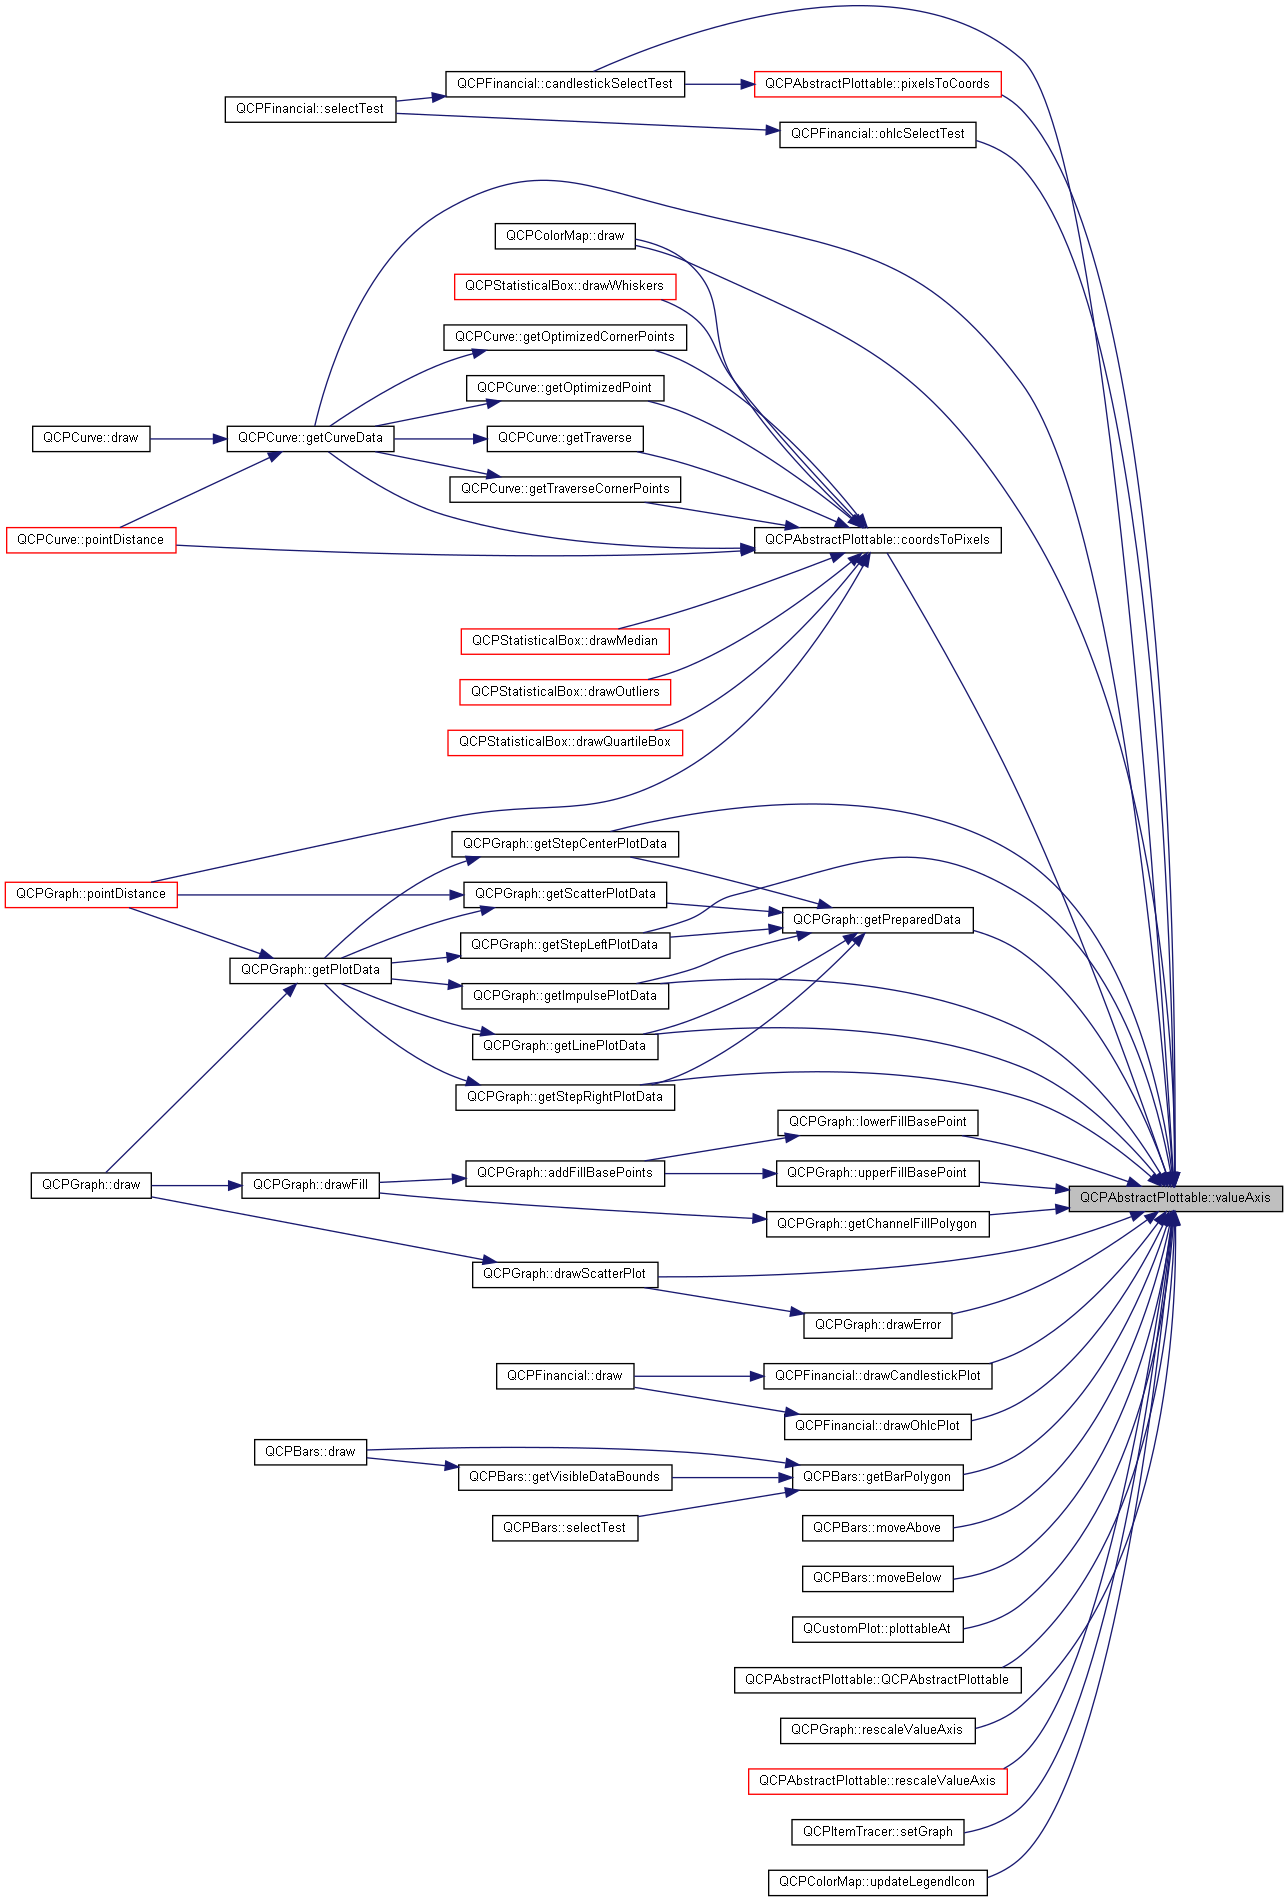 QCPFinancial::candlestickSelectTest
QCPAbstractPlottable::pixelsToCoords
QCPFinancial::selectTest
QCPFinancial::ohlcSelectTest
QCPColorMap::draw
QCPStatisticalBox::drawWhiskers
QCPCurve::getOptimizedCornerPoints
QCPCurve::getOptimizedPoint
QCPCurve::draw
QCPCurve::getCurveData
QCPCurve::getTraverse
QCPCurve::getTraverseCornerPoints
QCPCurve::pointDistance
QCPAbstractPlottable::coordsToPixels
QCPStatisticalBox::drawMedian
QCPStatisticalBox::drawOutliers
QCPStatisticalBox::drawQuartileBox
QCPGraph::getStepCenterPlotData
QCPGraph::pointDistance
QCPGraph::getScatterPlotData
QCPGraph::getPreparedData
QCPGraph::getStepLeftPlotData
QCPGraph::getPlotData
QCPGraph::getImpulsePlotData
QCPGraph::getLinePlotData
QCPGraph::getStepRightPlotData
QCPGraph::lowerFillBasePoint
QCPGraph::draw
QCPGraph::drawFill
QCPGraph::addFillBasePoints
QCPGraph::upperFillBasePoint
QCPAbstractPlottable::valueAxis
QCPGraph::getChannelFillPolygon
QCPGraph::drawScatterPlot
QCPGraph::drawError
QCPFinancial::draw
QCPFinancial::drawCandlestickPlot
QCPFinancial::drawOhlcPlot
QCPBars::draw
QCPBars::getVisibleDataBounds
QCPBars::getBarPolygon
QCPBars::selectTest
QCPBars::moveAbove
QCPBars::moveBelow
QCustomPlot::plottableAt
QCPAbstractPlottable::QCPAbstractPlottable
QCPGraph::rescaleValueAxis
QCPAbstractPlottable::rescaleValueAxis
QCPItemTracer::setGraph
QCPColorMap::updateLegendIcon